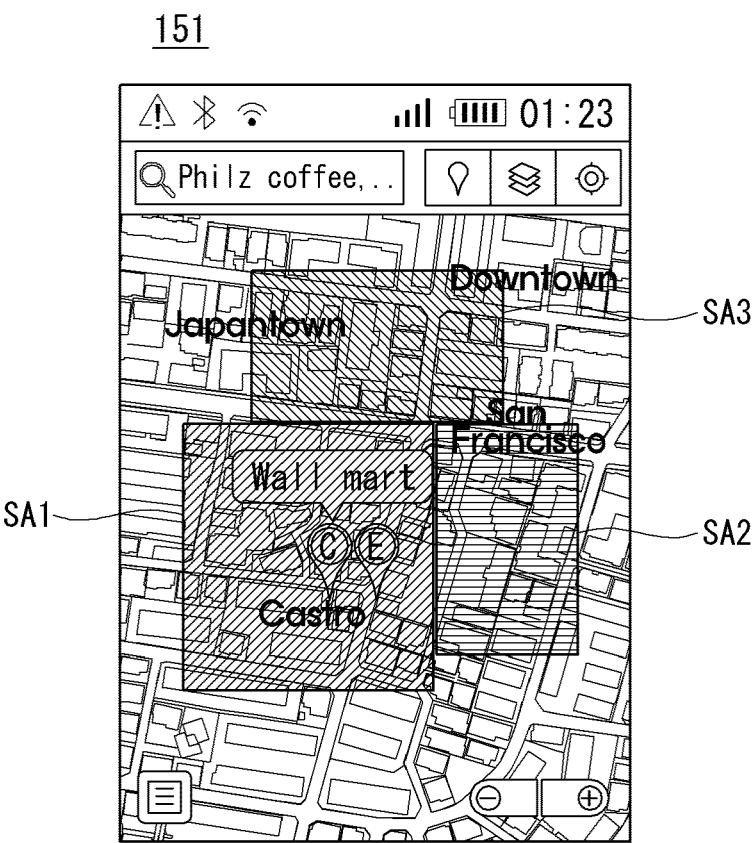 151
01:23
Philz coffee,..
Downtown
SA3
Japantown
San
Francisco
Wall mart
SA1
SA2
C E
Castro